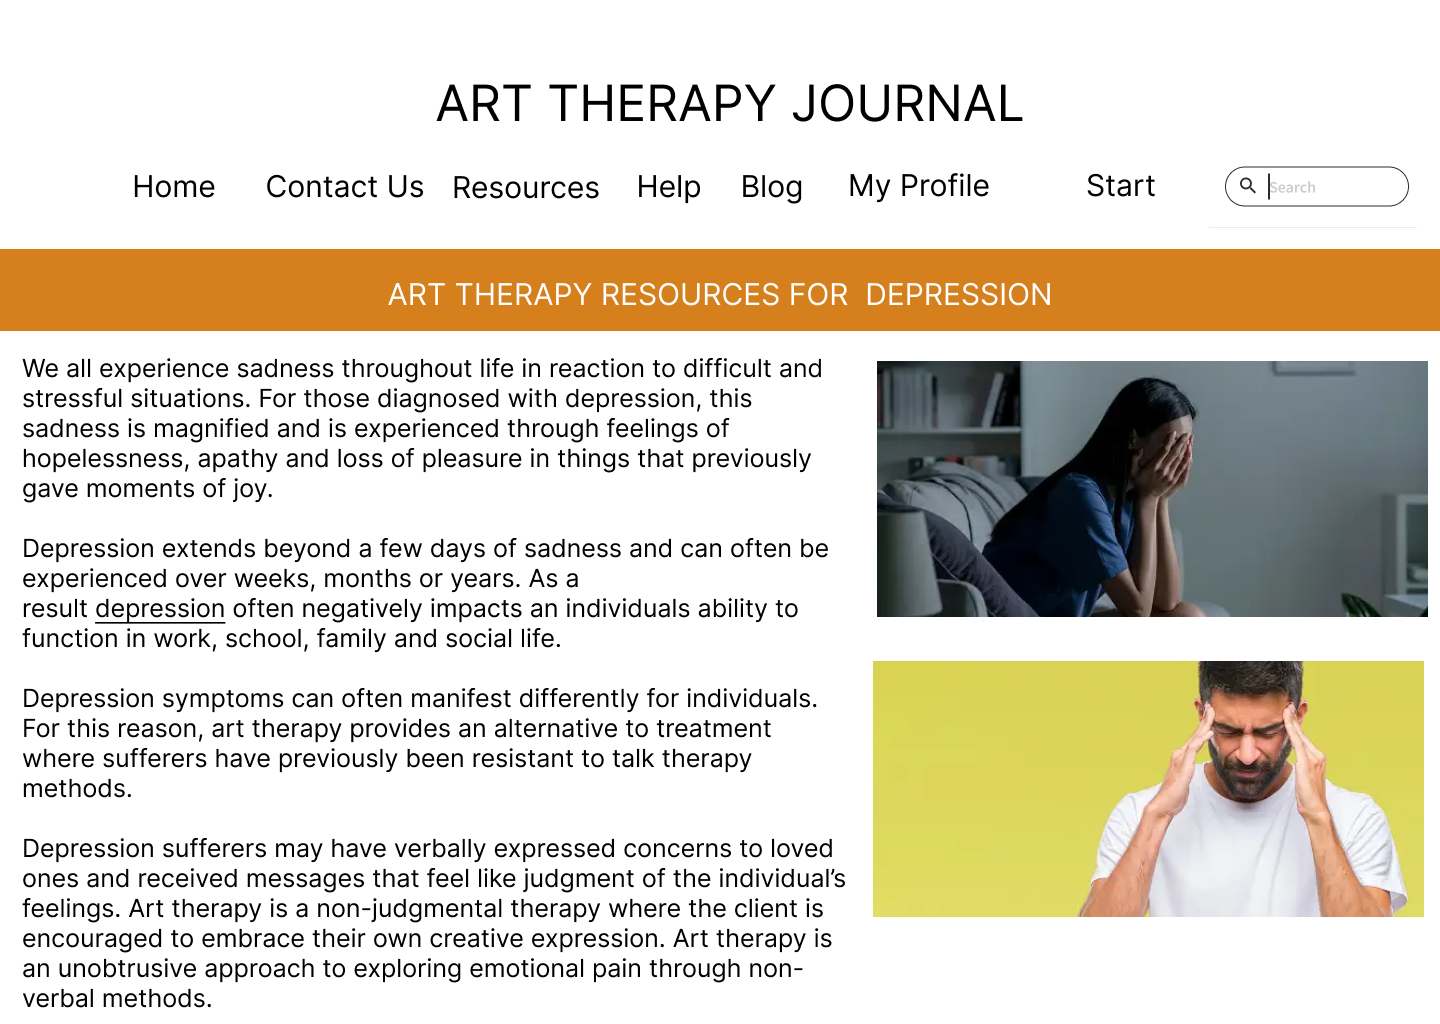 ART THERAPY JOURNAL
Home Contact Us Resources Help Blog My Profile Start Search
ART THERAPY RESOURCES FOR DEPRESSION
We all experience sadness throughout life in reaction to difficult and
stressful situations. For those diagnosed with depression, this
sadness is magnified and is experienced through feelings of
hopelessness, apathy and loss of pleasure in things that previously
gave moments of joy.
Depression extends beyond a few days of sadness and can often be
experienced over weeks, months or years. As a
result depression often negatively impacts an individuals ability to
function in work, school, family and social life.
Depression symptoms can often manifest differently for individuals.
For this reason, art therapy provides an alternative to treatment
where sufferers have previously been resistant to talk therapy
methods.
Depression sufferers may have verbally expressed concerns to loved
ones and received messages that feel like judgment of the individual’s
feelings. Art therapy is a non-judgmental therapy where the client is
encouraged to embrace their own creative expression. Art therapy is
an unobtrusive approach to exploring emotional pain through non-
verbal methods.